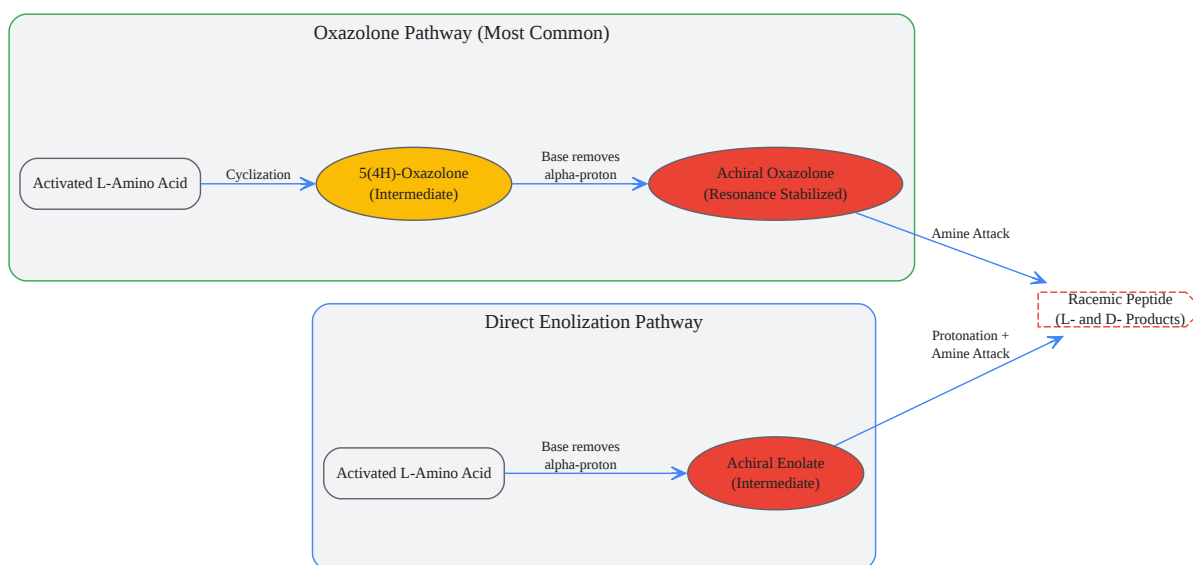 Oxazolone Pathway (Most Common)
Activated L-Amino Acid
Cyclization
5(4H)-Oxazolone
(Intermediate)
Base removes
alpha-proton
Achiral Oxazolone
(Resonance Stabilized)
Amine Attack
Racemic Peptide
(L- and D- Products)
Direct Enolization Pathway
Activated L-Amino Acid
Base removes
alpha-proton
Achiral Enolate
(Intermediate)
Protonation +
Amine Attack